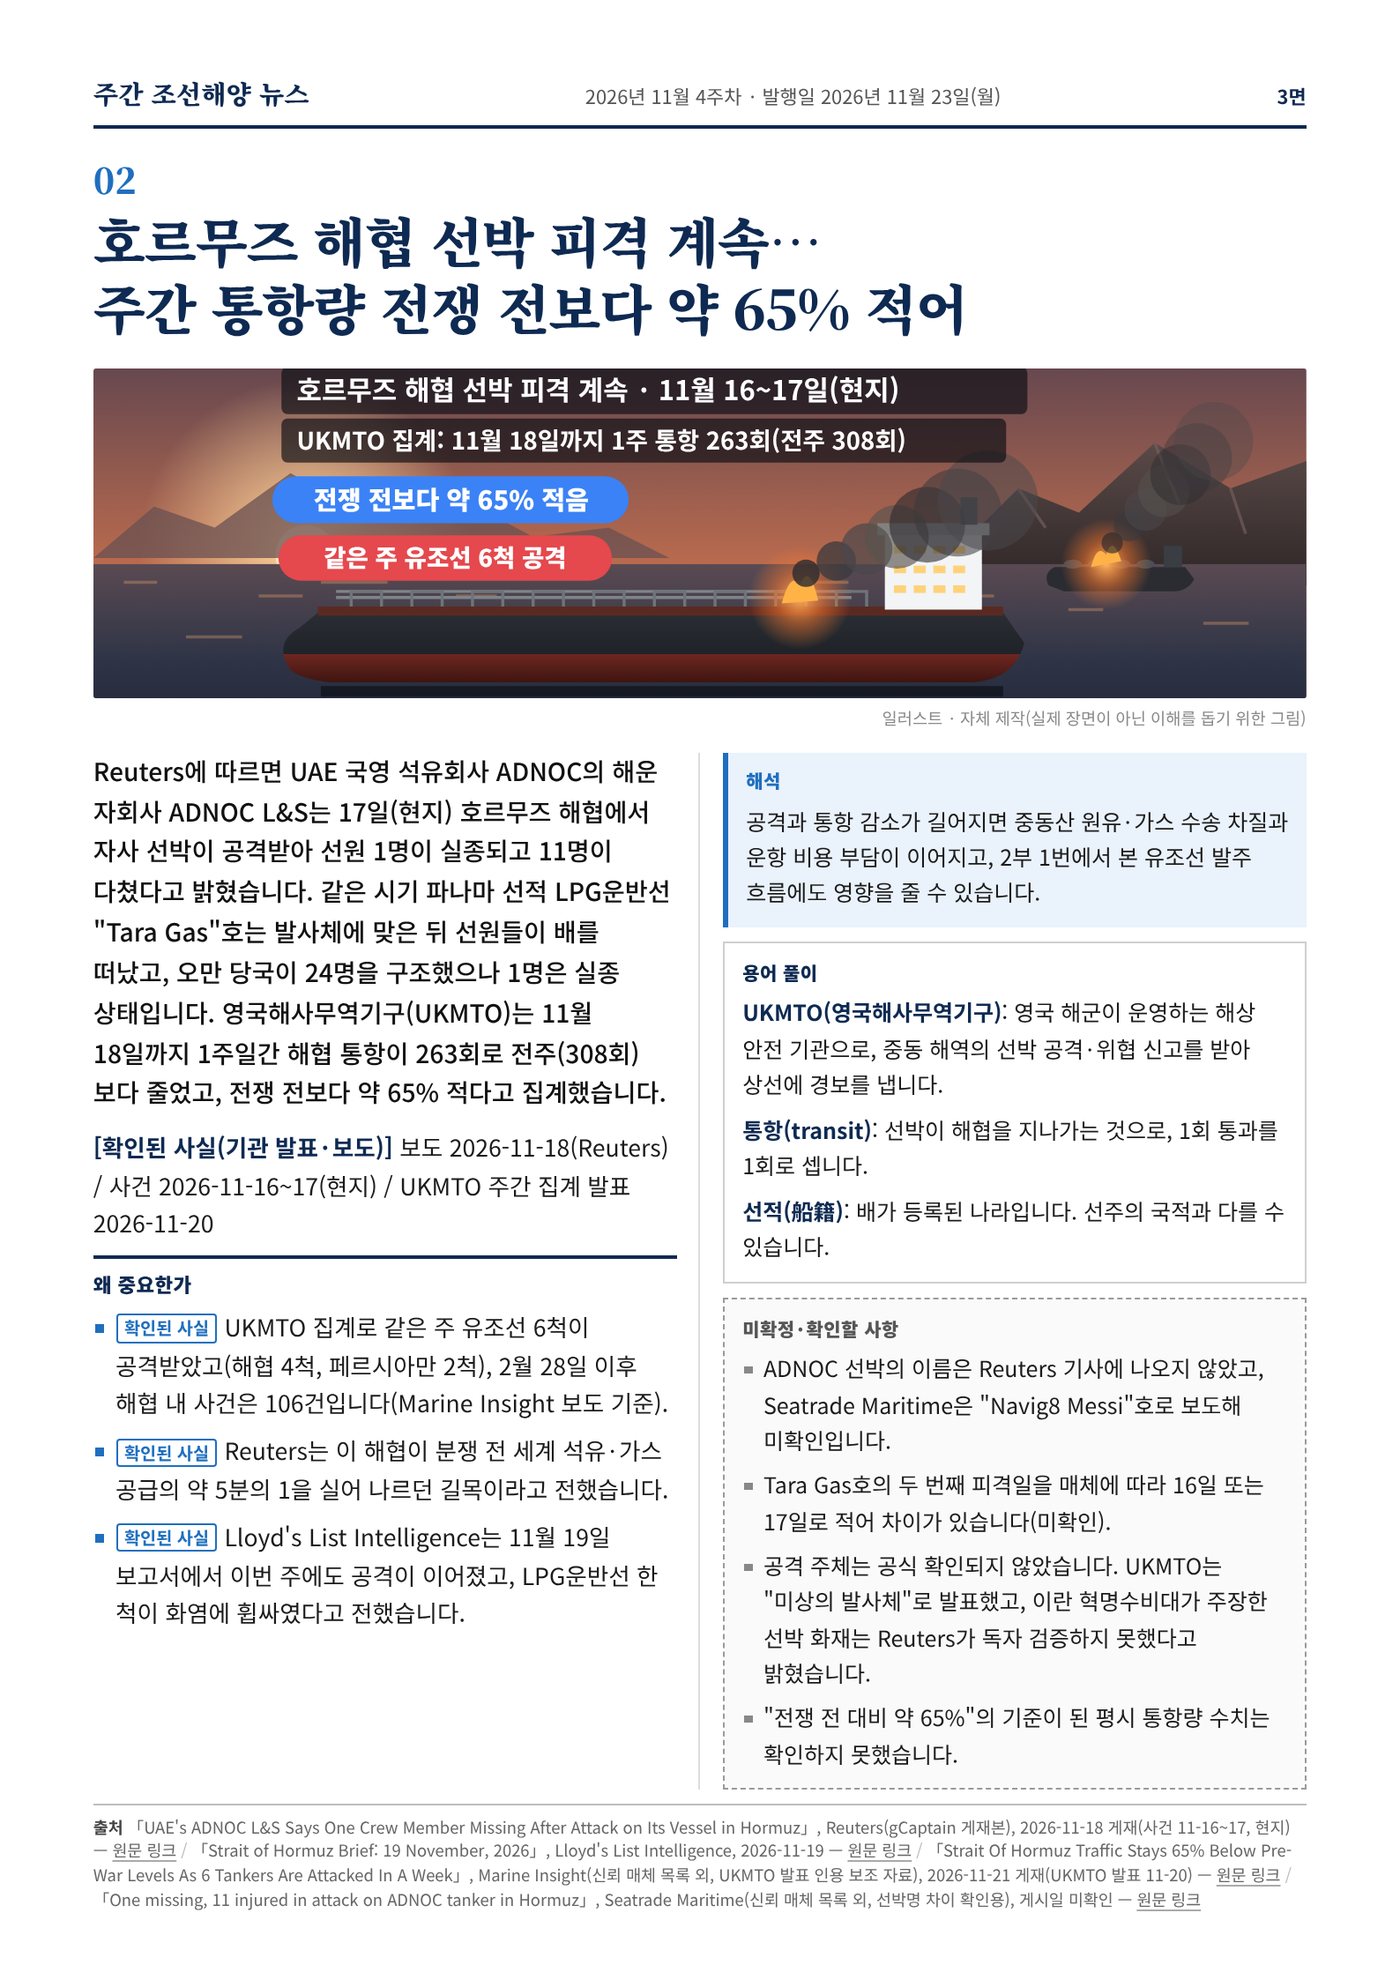 주간 조선해양 뉴스
2026년 11월 4주차 · 발행일 2026년 11월 23일(월)
3면
02
호르무즈 해협 선박 피격 계속…
주간 통항량 전쟁 전보다 약 65% 적어
호르무즈 해협 선박 피격 계속 · 11월 16~17일(현지)
UKMTO 집계: 11월 18일까지 1주 통항 263회(전주 308회)
전쟁 전보다 약 65% 적음
같은 주 유조선 6척 공격
일러스트 · 자체 제작(실제 장면이 아닌 이해를 돕기 위한 그림)
Reuters에 따르면 UAE 국영 석유회사 ADNOC의 해운
자회사 ADNOC L&S는 17일(현지) 호르무즈 해협에서
자사 선박이 공격받아 선원 1명이 실종되고 11명이
다쳤다고 밝혔습니다. 같은 시기 파나마 선적 LPG운반선
"Tara Gas"호는 발사체에 맞은 뒤 선원들이 배를
떠났고, 오만 당국이 24명을 구조했으나 1명은 실종
상태입니다. 영국해사무역기구(UKMTO)는 11월
18일까지 1주일간 해협 통항이 263회로 전주(308회)
보다 줄었고, 전쟁 전보다 약 65% 적다고 집계했습니다.
[확인된 사실(기관 발표·보도)] 보도 2026-11-18(Reuters)
/ 사건 2026-11-16~17(현지) / UKMTO 주간 집계 발표
2026-11-20
왜 중요한가
확인된 사실 UKMTO 집계로 같은 주 유조선 6척이
공격받았고(해협 4척, 페르시아만 2척), 2월 28일 이후
해협 내 사건은 106건입니다(Marine Insight 보도 기준).
확인된 사실 Reuters는 이 해협이 분쟁 전 세계 석유·가스
공급의 약 5분의 1을 실어 나르던 길목이라고 전했습니다.
확인된 사실 Lloyd's List Intelligence는 11월 19일
보고서에서 이번 주에도 공격이 이어졌고, LPG운반선 한
척이 화염에 휩싸였다고 전했습니다.
해석
공격과 통항 감소가 길어지면 중동산 원유·가스 수송 차질과
운항 비용 부담이 이어지고, 2부 1번에서 본 유조선 발주
흐름에도 영향을 줄 수 있습니다.
용어 풀이
UKMTO(영국해사무역기구): 영국 해군이 운영하는 해상
안전 기관으로, 중동 해역의 선박 공격·위협 신고를 받아
상선에 경보를 냅니다.
통항(transit): 선박이 해협을 지나가는 것으로, 1회 통과를
1회로 셉니다.
선적(船籍): 배가 등록된 나라입니다. 선주의 국적과 다를 수
있습니다.
미확정·확인할 사항
ADNOC 선박의 이름은 Reuters 기사에 나오지 않았고,
Seatrade Maritime은 "Navig8 Messi"호로 보도해
미확인입니다.
Tara Gas호의 두 번째 피격일을 매체에 따라 16일 또는
17일로 적어 차이가 있습니다(미확인).
공격 주체는 공식 확인되지 않았습니다. UKMTO는
"미상의 발사체"로 발표했고, 이란 혁명수비대가 주장한
선박 화재는 Reuters가 독자 검증하지 못했다고
밝혔습니다.
"전쟁 전 대비 약 65%"의 기준이 된 평시 통항량 수치는
확인하지 못했습니다.
출처 「UAE's ADNOC L&S Says One Crew Member Missing After Attack on Its Vessel in Hormuz」, Reuters(gCaptain 게재본), 2026-11-18 게재(사건 11-16~17, 현지)
— 원문 링크 / 「Strait of Hormuz Brief: 19 November, 2026」, Lloyd's List Intelligence, 2026-11-19 — 원문 링크 / 「Strait Of Hormuz Traffic Stays 65% Below Pre-
War Levels As 6 Tankers Are Attacked In A Week」, Marine Insight(신뢰 매체 목록 외, UKMTO 발표 인용 보조 자료), 2026-11-21 게재(UKMTO 발표 11-20) — 원문 링크 /
「One missing, 11 injured in attack on ADNOC tanker in Hormuz」, Seatrade Maritime(신뢰 매체 목록 외, 선박명 차이 확인용), 게시일 미확인 — 원문 링크